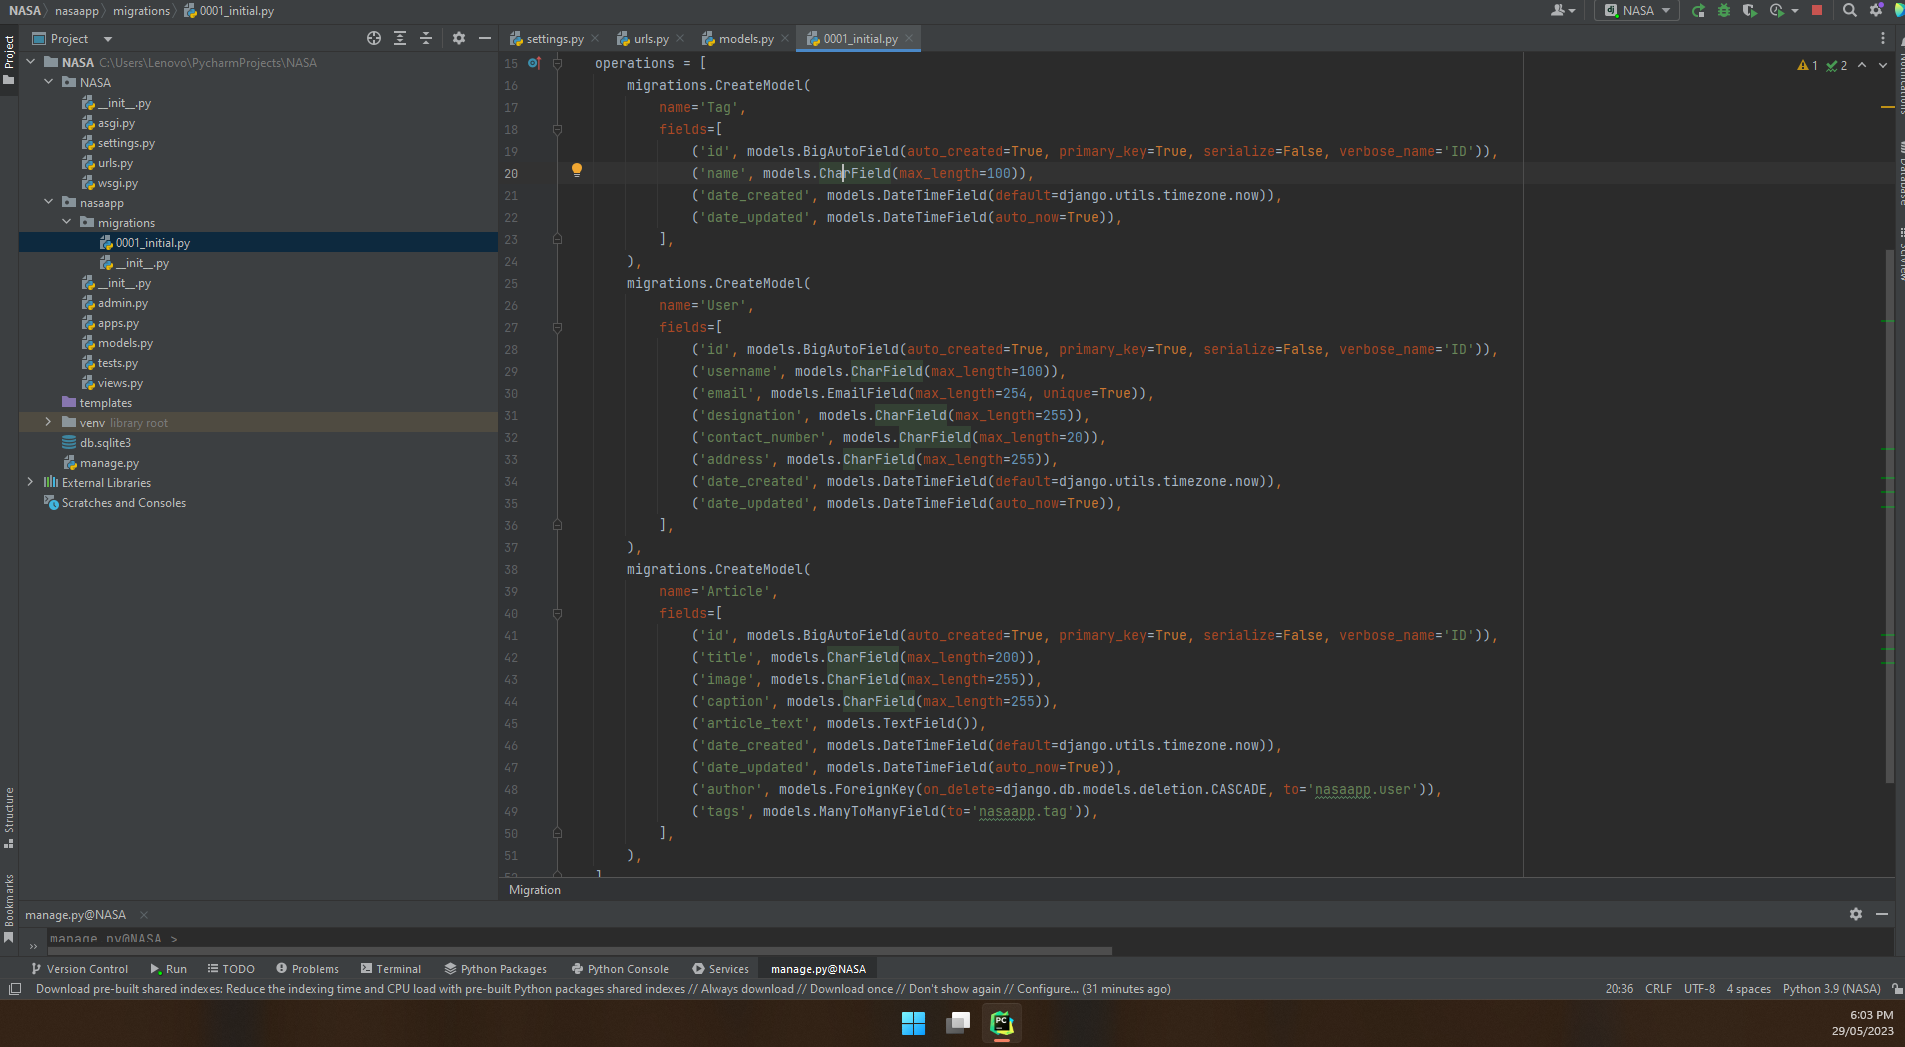 NASA nasaapp migrations 0001_initial.py
NASA
Project
settings.py urls.py models.py 0001_initial.py
Project
NASA C:\Users\Lenovo\PycharmProjects\NASA
NASA
__init__.py
asgi.py
settings.py
urls.py
wsgi.py
nasaapp
migrations
0001_initial.py
__init__.py
__init__.py
admin.py
apps.py
models.py
tests.py
views.py
templates
venv library root
db.sqlite3
manage.py
External Libraries
Scratches and Consoles
Structure
Bookmarks
1 2
Notifications
Database
SciView
15 operations = [
16 migrations.CreateModel(
17 name='Tag',
18 fields=[
19 ('id', models.BigAutoField(auto_created=True, primary_key=True, serialize=False, verbose_name='ID')),
20 ('name', models.CharField(max_length=100)),
21 ('date_created', models.DateTimeField(default=django.utils.timezone.now)),
22 ('date_updated', models.DateTimeField(auto_now=True)),
23 ],
24 ),
25 migrations.CreateModel(
26 name='User',
27 fields=[
28 ('id', models.BigAutoField(auto_created=True, primary_key=True, serialize=False, verbose_name='ID')),
29 ('username', models.CharField(max_length=100)),
30 ('email', models.EmailField(max_length=254, unique=True)),
31 ('designation', models.CharField(max_length=255)),
32 ('contact_number', models.CharField(max_length=20)),
33 ('address', models.CharField(max_length=255)),
34 ('date_created', models.DateTimeField(default=django.utils.timezone.now)),
35 ('date_updated', models.DateTimeField(auto_now=True)),
36 ],
37 ),
38 migrations.CreateModel(
39 name='Article',
40 fields=[
41 ('id', models.BigAutoField(auto_created=True, primary_key=True, serialize=False, verbose_name='ID')),
42 ('title', models.CharField(max_length=200)),
43 ('image', models.CharField(max_length=255)),
44 ('caption', models.CharField(max_length=255)),
45 ('article_text', models.TextField()),
46 ('date_created', models.DateTimeField(default=django.utils.timezone.now)),
47 ('date_updated', models.DateTimeField(auto_now=True)),
48 ('author', models.ForeignKey(on_delete=django.db.models.deletion.CASCADE, to='nasaapp.user')),
49 ('tags', models.ManyToManyField(to='nasaapp.tag')),
50 ],
51 ),
52 ]
Migration
manage.py@NASA
manage.py@NASA >
Version Control Run TODO Problems Terminal Python Packages Python Console Services manage.py@NASA
Download pre-built shared indexes: Reduce the indexing time and CPU load with pre-built Python packages shared indexes // Always download // Download once // Don't show again // Configure... (31 minutes ago) 20:36 CRLF UTF-8 4 spaces Python 3.9 (NASA)
PC
6:03 PM
29/05/2023